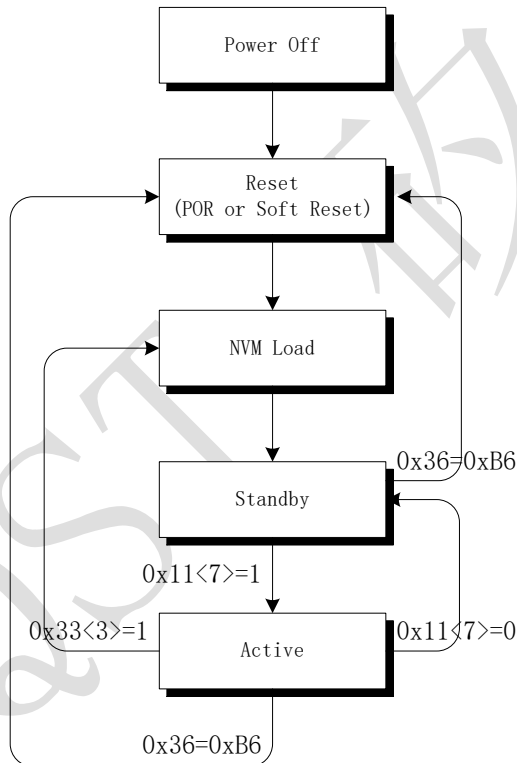 Power Off
Reset
(POR or Soft Reset)
NVM Load
0x36=0xB6
Standby
0x11<7>=1
0x33<3>=1
Active
0x11<7>=0
0x36=0xB6